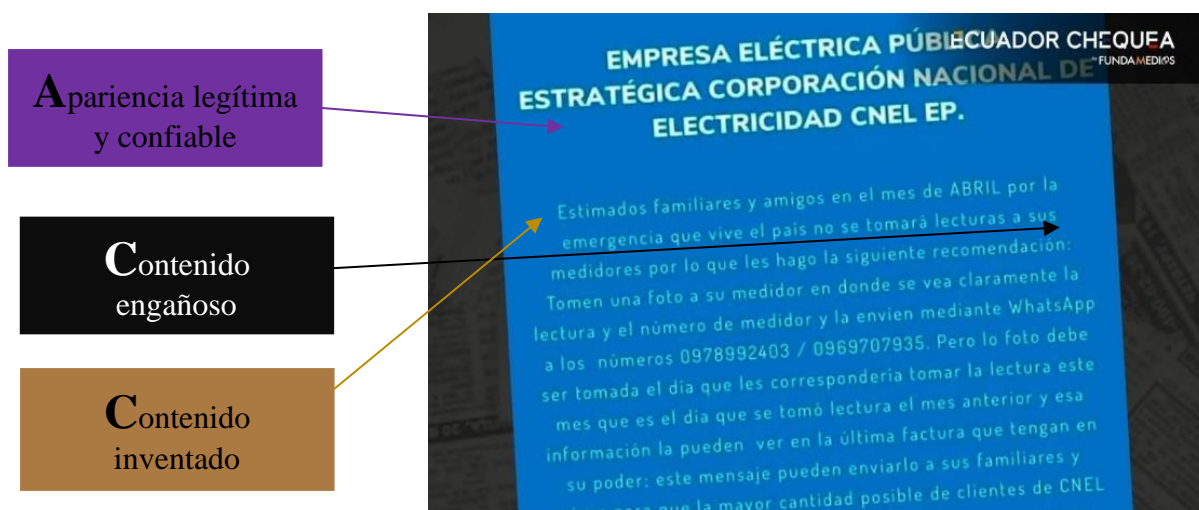 Apariencia legítima
y confiable
Contenido
engañoso
Contenido
inventado
ECUADOR CHEQUEA
FUNDAMEDIOS
EMPRESA ELÉCTRICA
ESTRATÉGICA CORPORACIÓN NACIONAL DE
ELECTRICIDAD CNEL EP.
Estimados familiares y amigos en el mes de ABRIL por la
emergencia que vive el país no se tomará lecturas a sus
medidores por lo que les hago la siguiente recomendación:
Tomen una foto a su medidor en donde se vea claramente la
lectura y el número de medidor y la envien mediante WhatsApp
a los números 0978992403 / 0969707935. Pero lo foto debe
ser tomada el día que les correspondería tomar la lectura este
mes que es el día que se tomó lectura el mes anterior y esa
información la pueden ver en la última factura que tengan en
su poder; este mensaje pueden enviarlo a sus familiares y
para que la mayor cantidad posible de clientes de CNEL